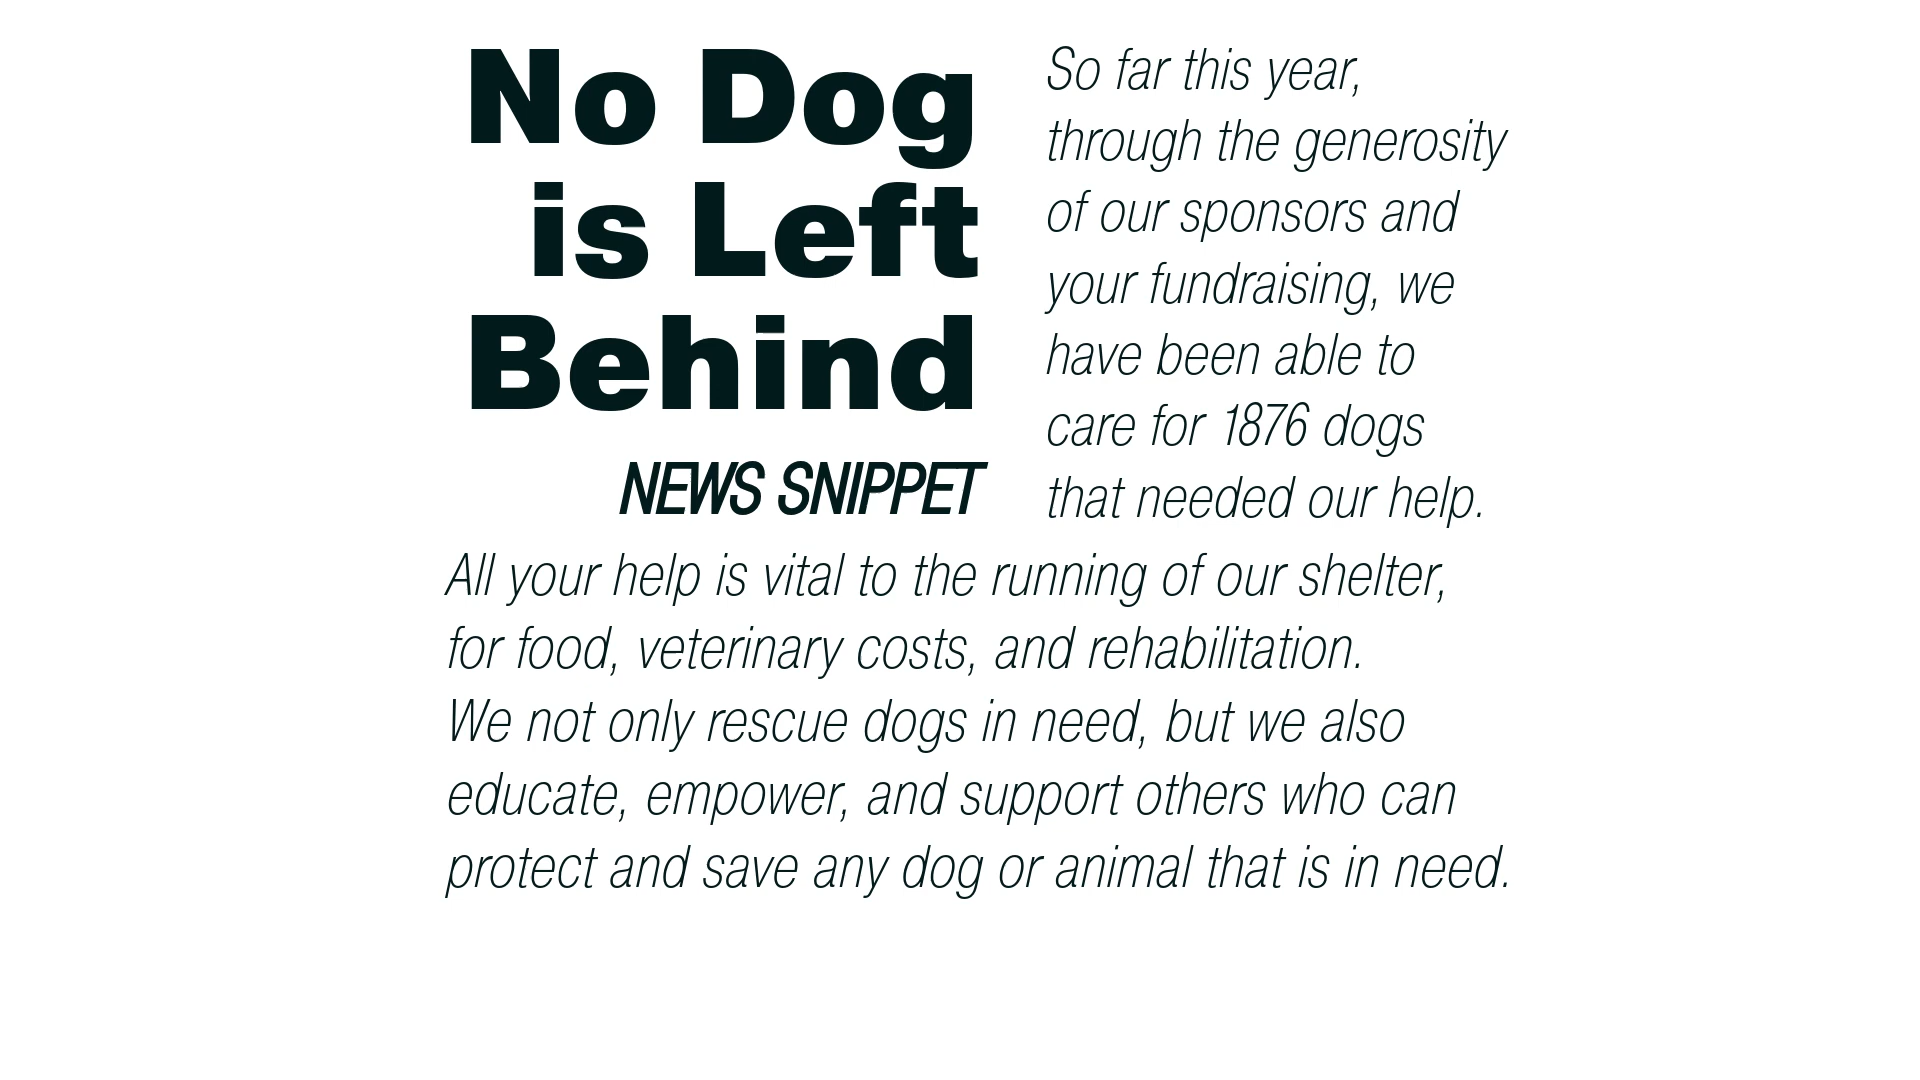 No Dog
is Left
Behind
NEWS SNIPPET
So far this year,
through the generosity
of our sponsors and
your fundraising, we
have been able to
care for 1876 dogs
that needed our help.
All your help is vital to the running of our shelter,
for food, veterinary costs, and rehabilitation.
We not only rescue dogs in need, but we also
educate, empower, and support others who can
protect and save any dog or animal that is in need.